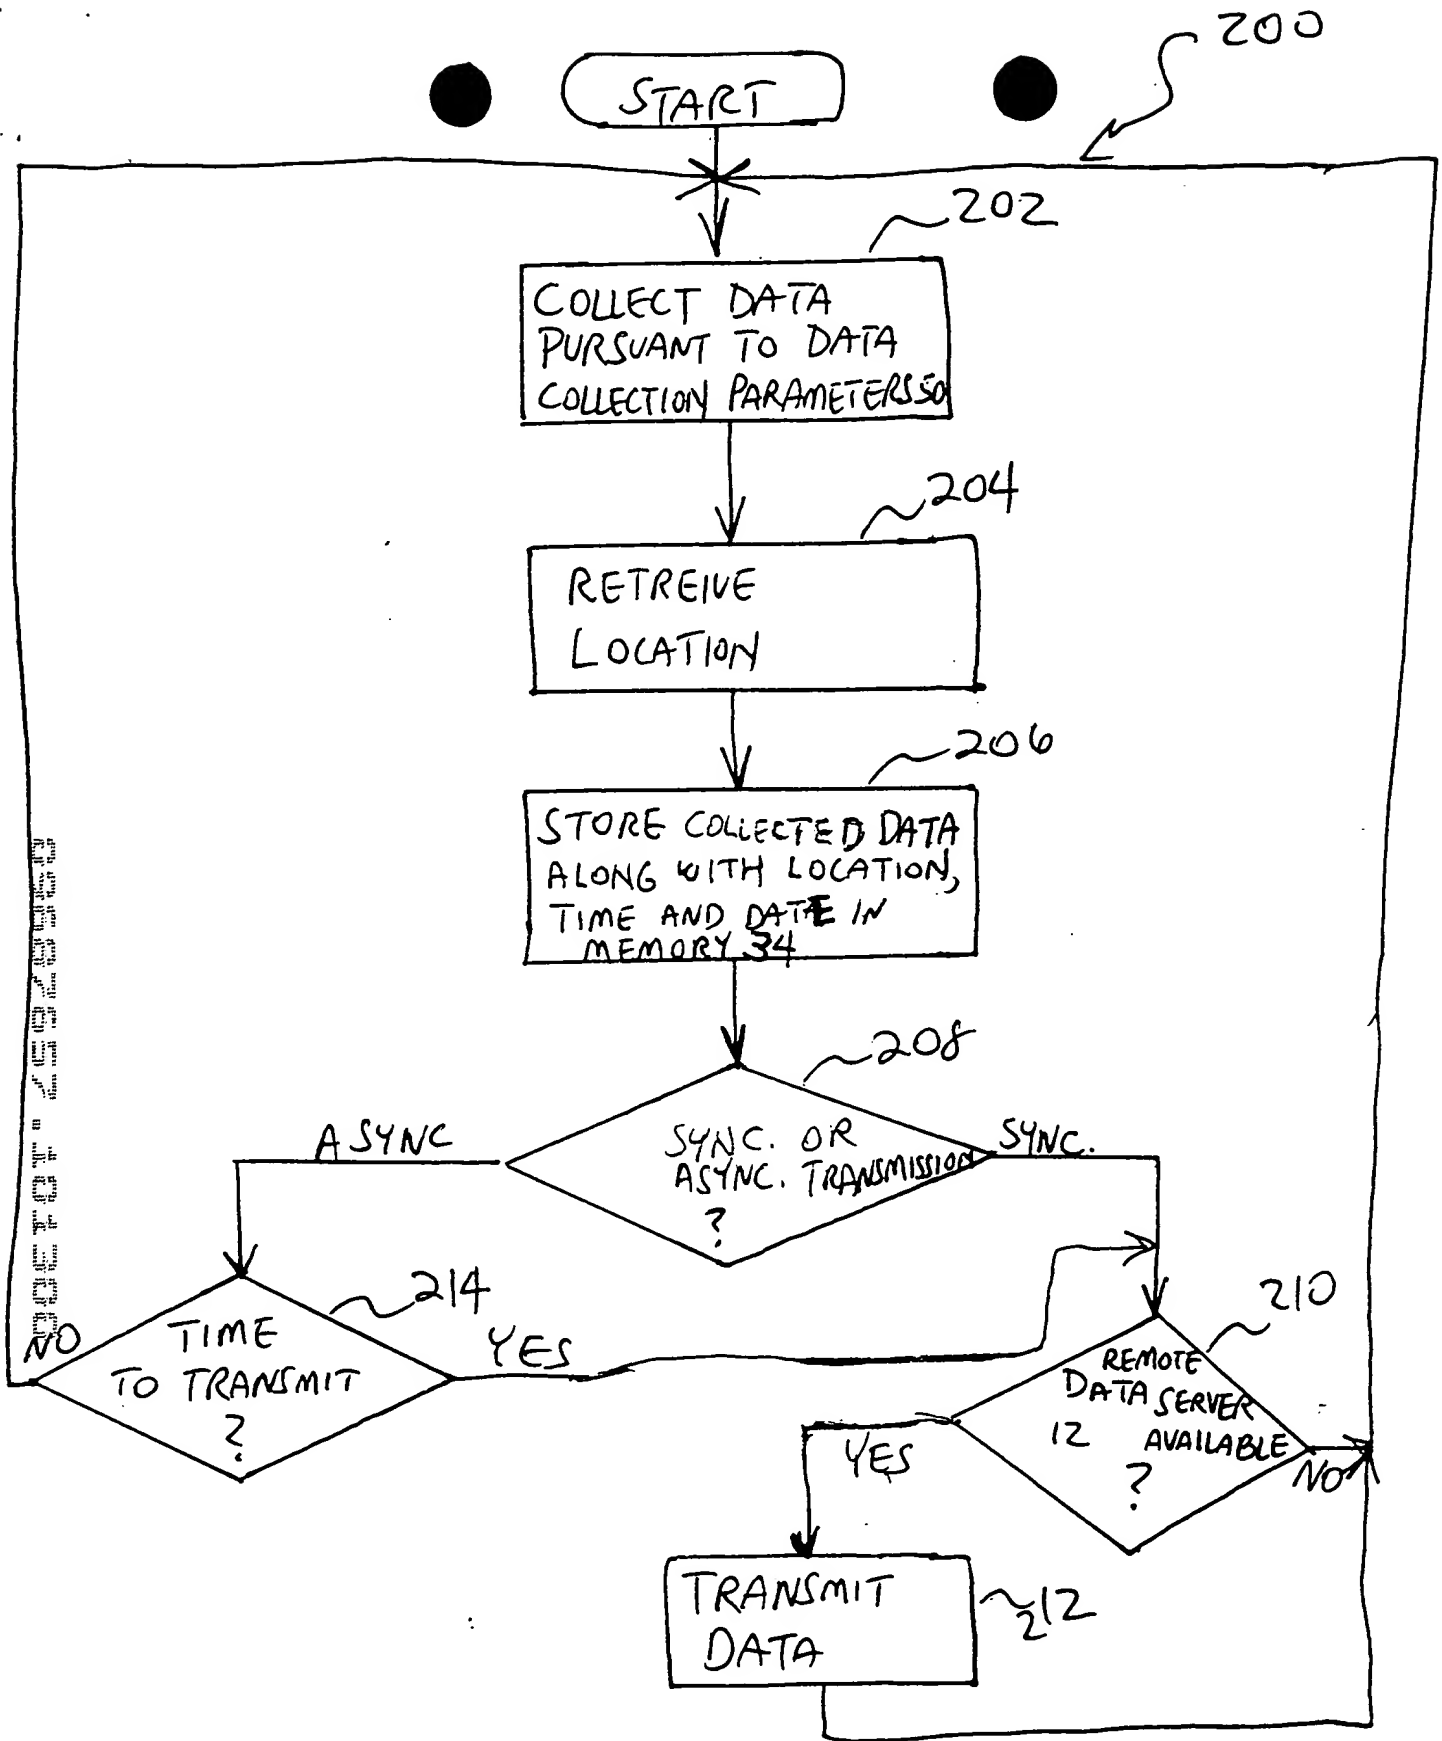 200
START
202
COLLECT DATA
PURSUANT TO DATA
COLLECTION PARAMETERS 50
204
RETREIVE
LOCATION
206
STORE COLLECTED DATA
ALONG WITH LOCATION,
TIME AND DATE IN
MEMORY 34
208
SYNC. OR
ASYNC. TRANSMISSION
?
ASYNC
SYNC.
214
TIME
TO TRANSMIT
?
NO
YES
210
REMOTE
DATA SERVER
12 AVAILABLE
?
YES
NO
TRANSMIT
DATA
212